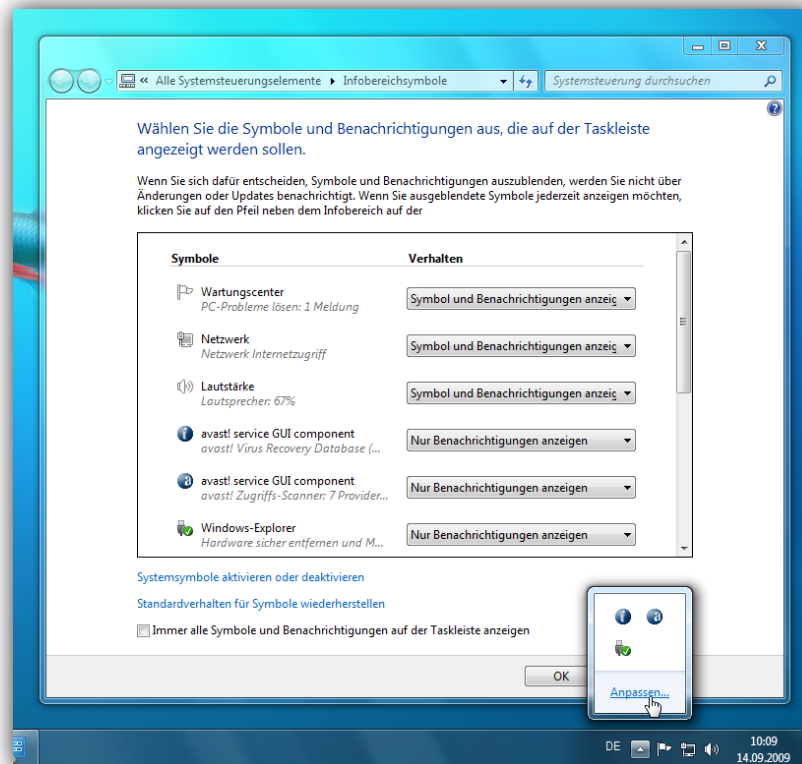 « Alle Systemsteuerungselemente ▸ Infobereichsymbole
Systemsteuerung durchsuchen
Wählen Sie die Symbole und Benachrichtigungen aus, die auf der Taskleiste
angezeigt werden sollen.
Wenn Sie sich dafür entscheiden, Symbole und Benachrichtigungen auszublenden, werden Sie nicht über
Änderungen oder Updates benachrichtigt. Wenn Sie ausgeblendete Symbole jederzeit anzeigen möchten,
klicken Sie auf den Pfeil neben dem Infobereich auf der
Symbole Verhalten
Wartungscenter
PC-Probleme lösen: 1 Meldung
Symbol und Benachrichtigungen anzeig
Netzwerk
Netzwerk Internetzugriff
Symbol und Benachrichtigungen anzeig
Lautstärke
Lautsprecher: 67%
Symbol und Benachrichtigungen anzeig
avast! service GUI component
avast! Virus Recovery Database (...
Nur Benachrichtigungen anzeigen
avast! service GUI component
avast! Zugriffs-Scanner: 7 Provider...
Nur Benachrichtigungen anzeigen
Windows-Explorer
Hardware sicher entfernen und M...
Nur Benachrichtigungen anzeigen
Systemsymbole aktivieren oder deaktivieren
Standardverhalten für Symbole wiederherstellen
Immer alle Symbole und Benachrichtigungen auf der Taskleiste anzeigen
OK
Anpassen...
DE
10:09
14.09.2009